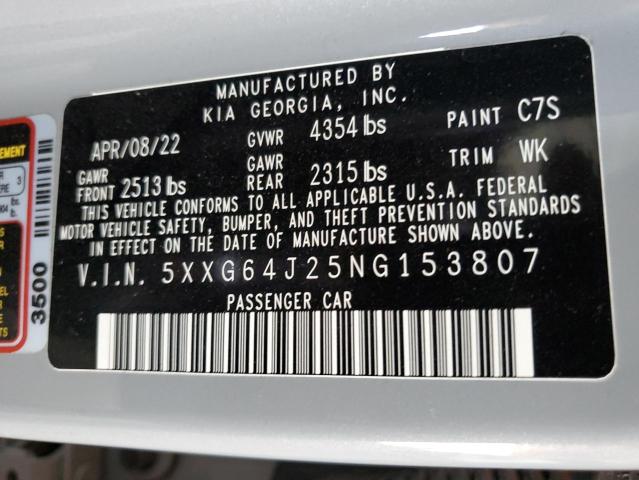 MANUFACTURED BY
KIA GEORGIA, INC.
APR/08/22 GVWR 4354 lbs PAINT C7S
GAWR FRONT 2513 lbs GAWR REAR 2315 lbs TRIM WK
THIS VEHICLE CONFORMS TO ALL APPLICABLE U.S.A. FEDERAL
MOTOR VEHICLE SAFETY, BUMPER, AND THEFT PREVENTION STANDARDS
IN EFFECT ON THE DATE OF MANUFACTURE SHOWN ABOVE.
V.I.N. 5XXG64J25NG153807
PASSENGER CAR
3500
3
lbs.